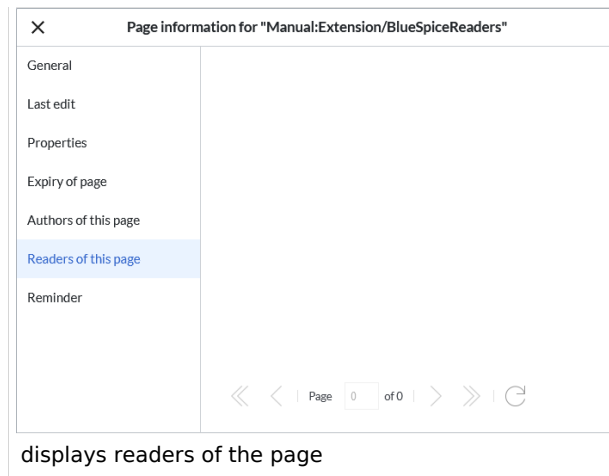 Page information for "Manual:Extension/BlueSpiceReaders"
General
Last edit
Properties
Expiry of page
Authors of this page
Readers of this page
Reminder
Page 0 of 0
displays readers of the page